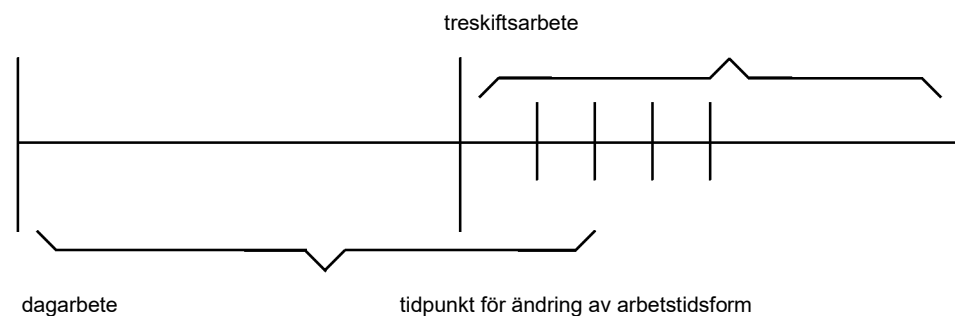 treskiftsarbete
dagarbete
tidpunkt för ändring av arbetstidsform